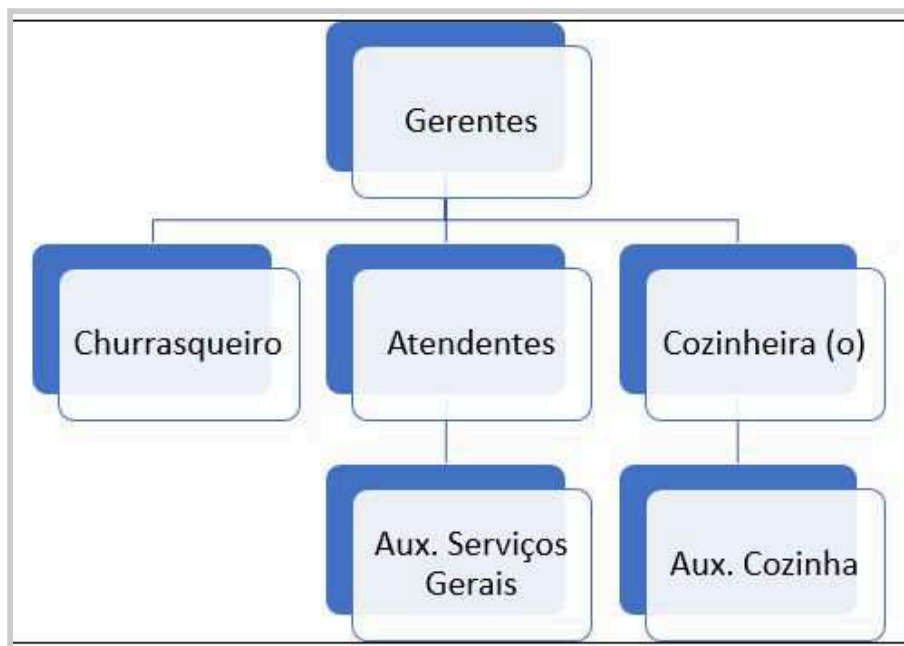 Gerentes
Churrasqueiro
Atendentes
Cozinheira (o)
Aux. Serviços
Gerais
Aux. Cozinha